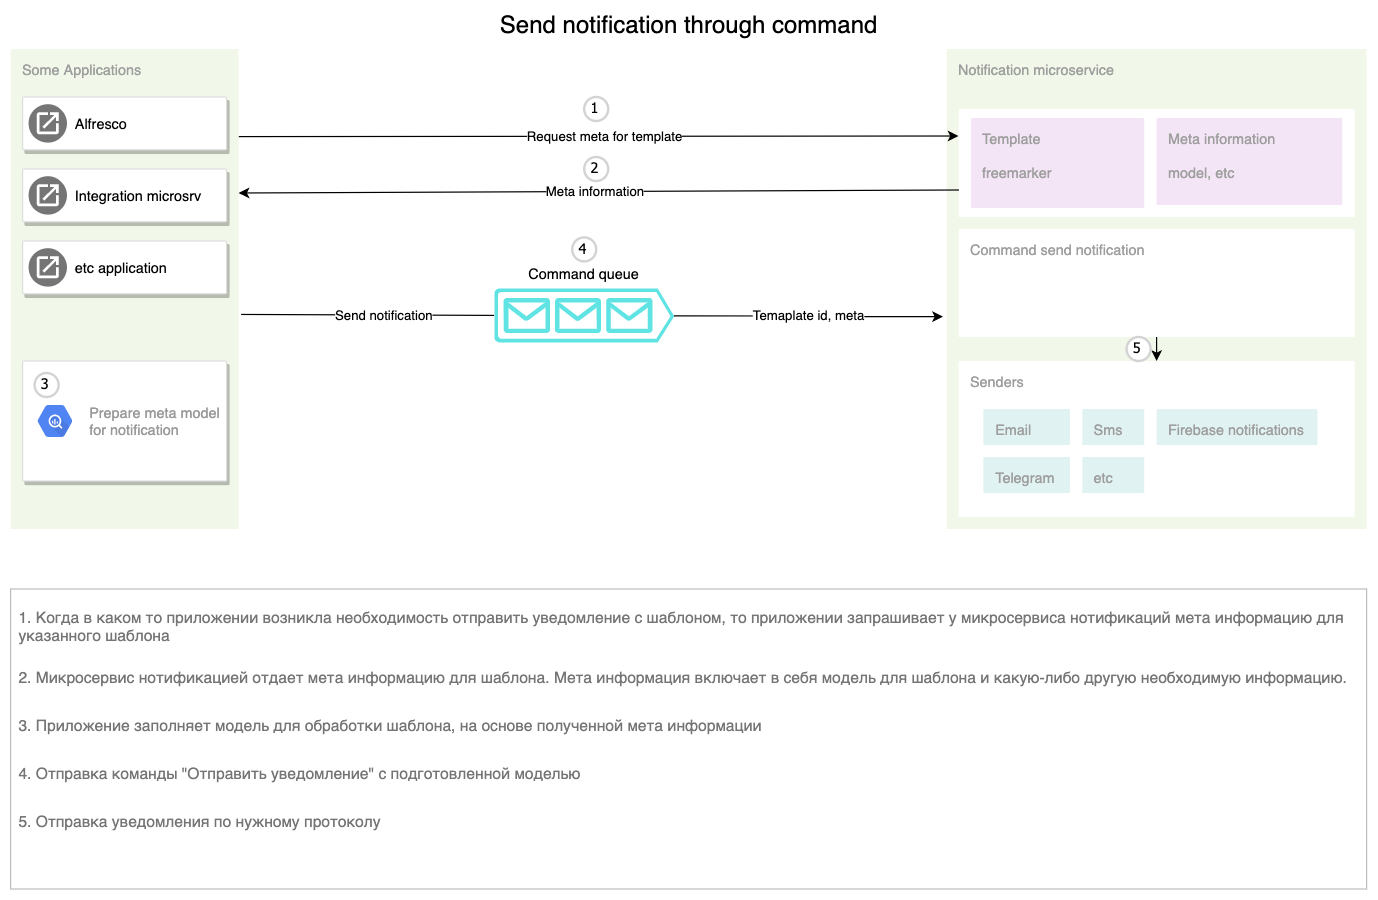 Send notification through command
Some Applications
Alfresco
Integration microsrv
etc application
3
Prepare meta model
for notification
1
Request meta for template
2
Meta information
4
Command queue
Send notification
Temaplate id, meta
Notification microservice
Template
freemarker
Meta information
model, etc
Command send notification
5
Senders
Email
Sms
Firebase notifications
Telegram
etc
1. Когда в каком то приложении возникла необходимость отправить уведомление с шаблоном, то приложении запрашивает у микросервиса нотификаций мета информацию для
указанного шаблона
2. Микросервис нотификацией отдает мета информацию для шаблона. Мета информация включает в себя модель для шаблона и какую-либо другую необходимую информацию.
3. Приложение заполняет модель для обработки шаблона, на основе полученной мета информации
4. Отправка команды "Отправить уведомление" с подготовленной моделью
5. Отправка уведомления по нужному протоколу